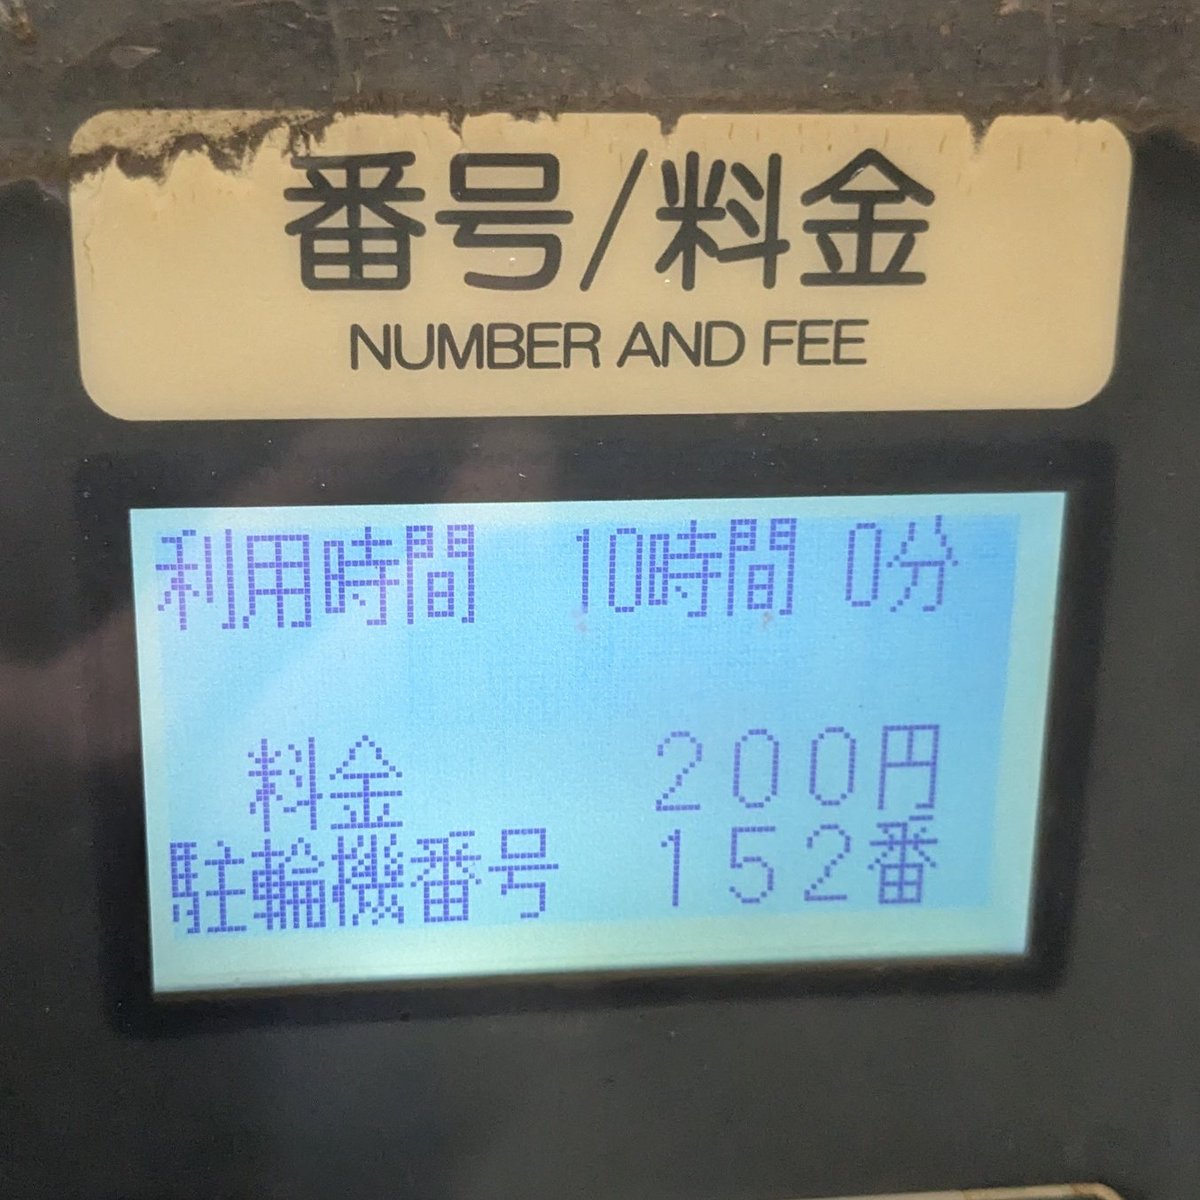 番号/料金
NUMBER AND FEE
利用時間 10時間 0分
料金 200円
駐輪機番号 152番